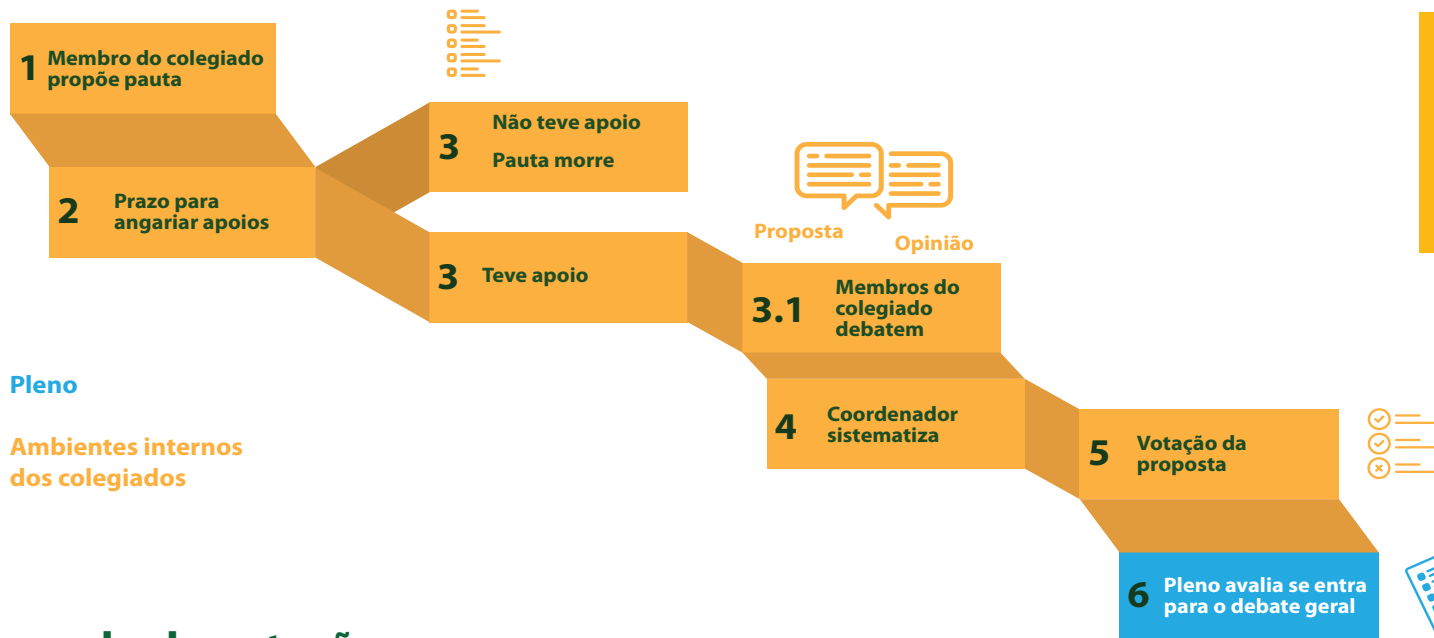 1 Membro do colegiado
propõe pauta
2 Prazo para
angariar apoios
3 Não teve apoio
Pauta morre
3 Teve apoio
Proposta
Opinião
3.1 Membros do
colegiado
debatem
4 Coordenador
sistematiza
5 Votação da
proposta
6 Pleno avalia se entra
para o debate geral
Pleno
Ambientes internos
dos colegiados